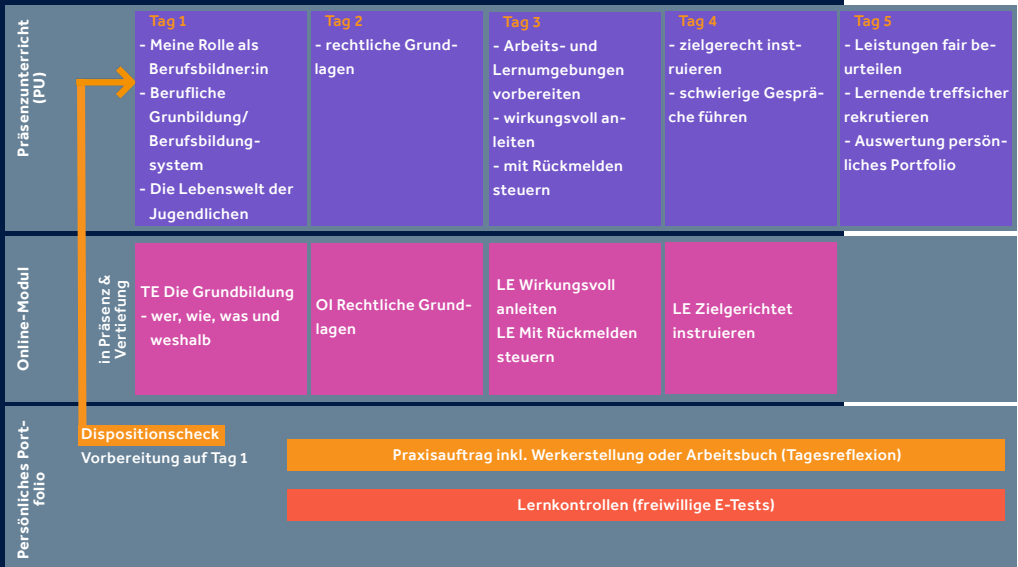 Präsenzunterricht
(PU)
Tag 1
- Meine Rolle als
Berufsbildner:in
- Berufliche
Grunbildung/
Berufsbildung-
system
- Die Lebenswelt der
Jugendlichen
Tag 2
- rechtliche Grund-
lagen
Tag 3
- Arbeits- und
Lernumgebungen
vorbereiten
- wirkungsvoll an-
leiten
- mit Rückmelden
steuern
Tag 4
- zielgerecht inst-
ruieren
- schwierige Gesprä-
che führen
Tag 5
- Leistungen fair be-
urteilen
- Lernende treffsicher
rekrutieren
- Auswertung persön-
liches Portfolio
Online-Modul
in Präsenz &
Vertiefung
TE Die Grundbildung
- wer, wie, was und
weshalb
OI Rechtliche Grund-
lagen
LE Wirkungsvoll
anleiten
LE Mit Rückmelden
steuern
LE Zielgerichtet
instruieren
Persönliches Port-
folio
Dispositionscheck
Vorbereitung auf Tag 1
Praxisauftrag inkl. Werkerstellung oder Arbeitsbuch (Tagesreflexion)
Lernkontrollen (freiwillige E-Tests)